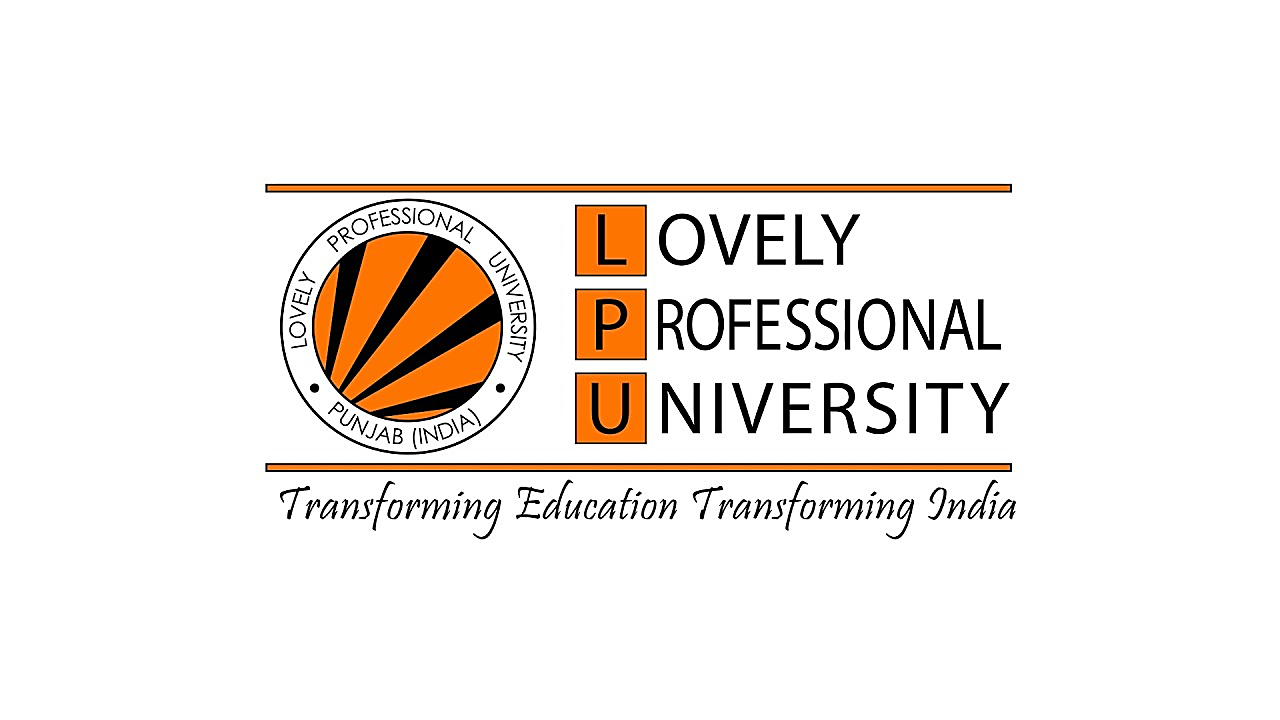 LOVELY PROFESSIONAL UNIVERSITY
PUNJAB (INDIA)
LOVELY
PROFESSIONAL
UNIVERSITY
Transforming Education Transforming India